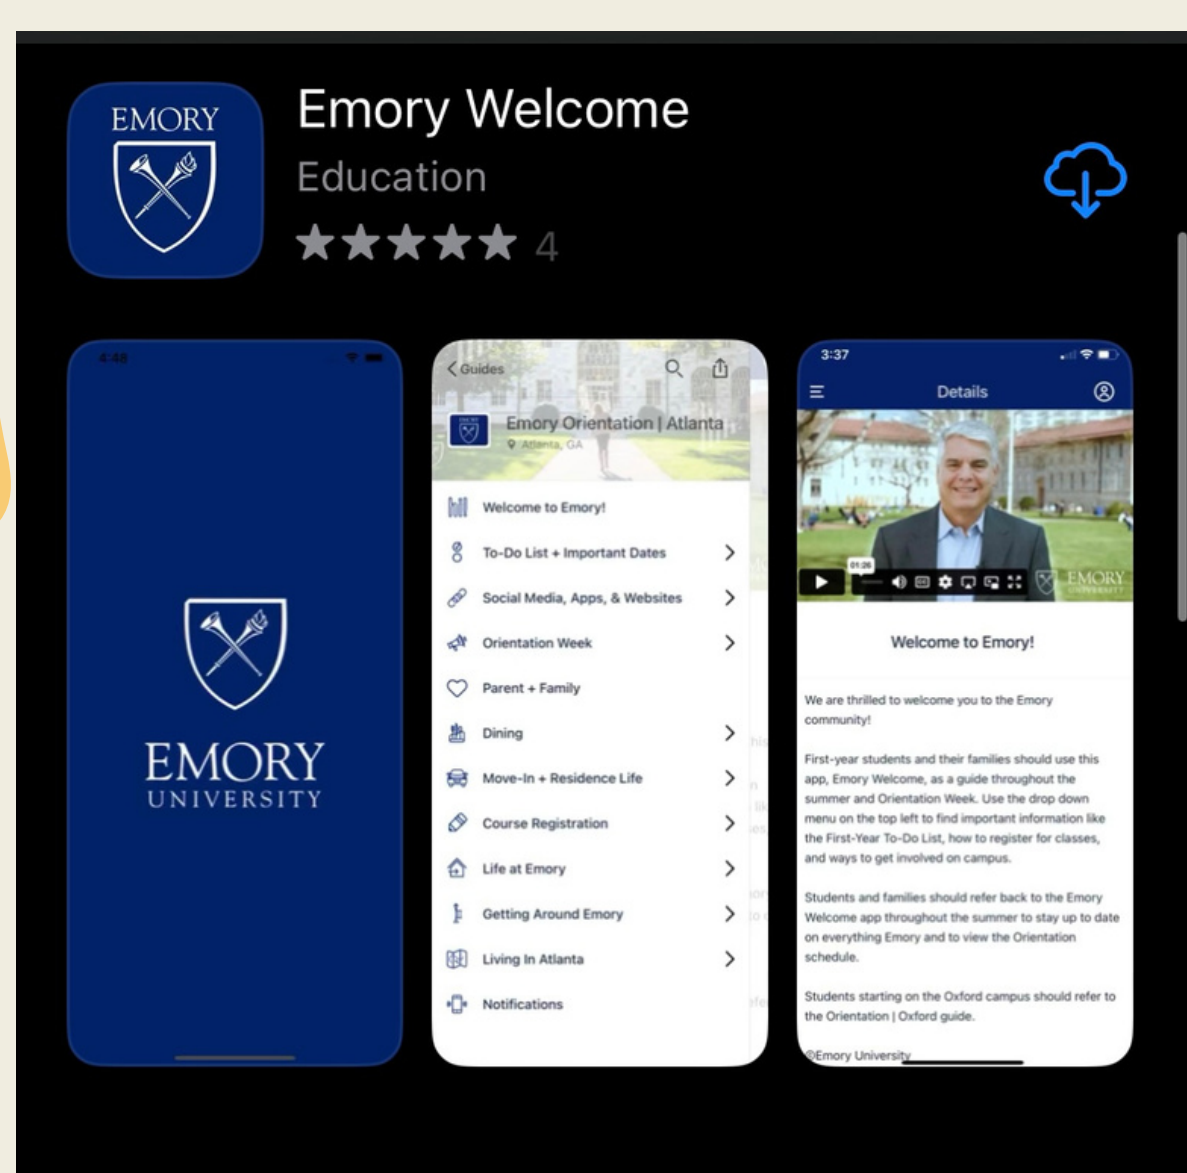 EMORY
Emory Welcome
Education
4
4:48
EMORY
UNIVERSITY
Guides
Emory Orientation | Atlanta
Atlanta, GA
Welcome to Emory!
To-Do List + Important Dates
Social Media, Apps, & Websites
Orientation Week
Parent + Family
Dining
Move-In + Residence Life
Course Registration
Life at Emory
Getting Around Emory
Living In Atlanta
Notifications
3:37
Details
01:26
EMORY
UNIVERSITY
Welcome to Emory!
We are thrilled to welcome you to the Emory
community!
First-year students and their families should use this
app, Emory Welcome, as a guide throughout the
summer and Orientation Week. Use the drop down
menu on the top left to find important information like
the First-Year To-Do List, how to register for classes,
and ways to get involved on campus.
Students and families should refer back to the Emory
Welcome app throughout the summer to stay up to date
on everything Emory and to view the Orientation
schedule.
Students starting on the Oxford campus should refer to
the Orientation | Oxford guide.
©Emory University